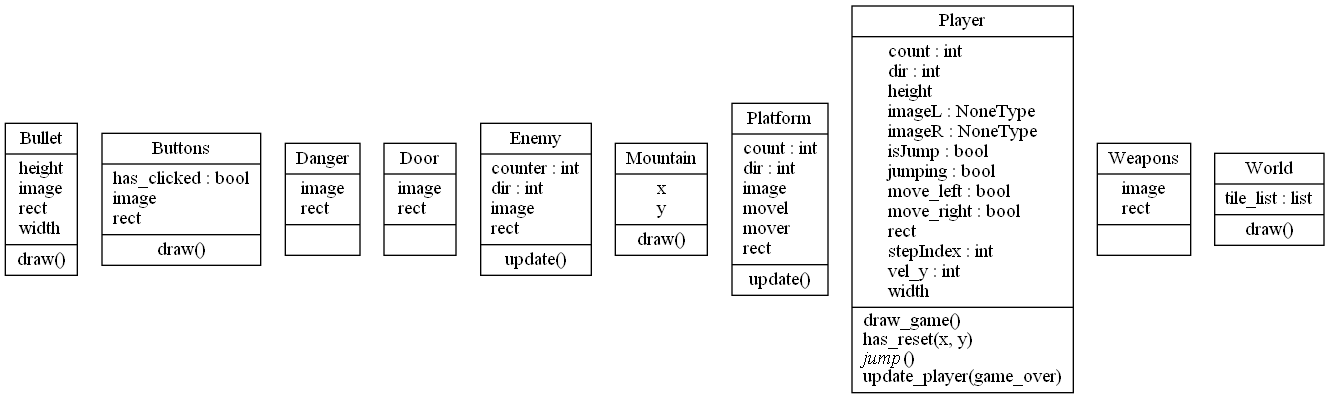 Bullet
height
image
rect
width
draw()
Buttons
has_clicked : bool
image
rect
draw()
Danger
image
rect
Door
image
rect
Enemy
counter : int
dir : int
image
rect
update()
Mountain
x
y
draw()
Platform
count : int
dir : int
image
movel
mover
rect
update()
Player
count : int
dir : int
height
imageL : NoneType
imageR : NoneType
isJump : bool
jumping : bool
move_left : bool
move_right : bool
rect
stepIndex : int
vel_y : int
width
draw_game()
has_reset(x, y)
jump()
update_player(game_over)
Weapons
image
rect
World
tile_list : list
draw()